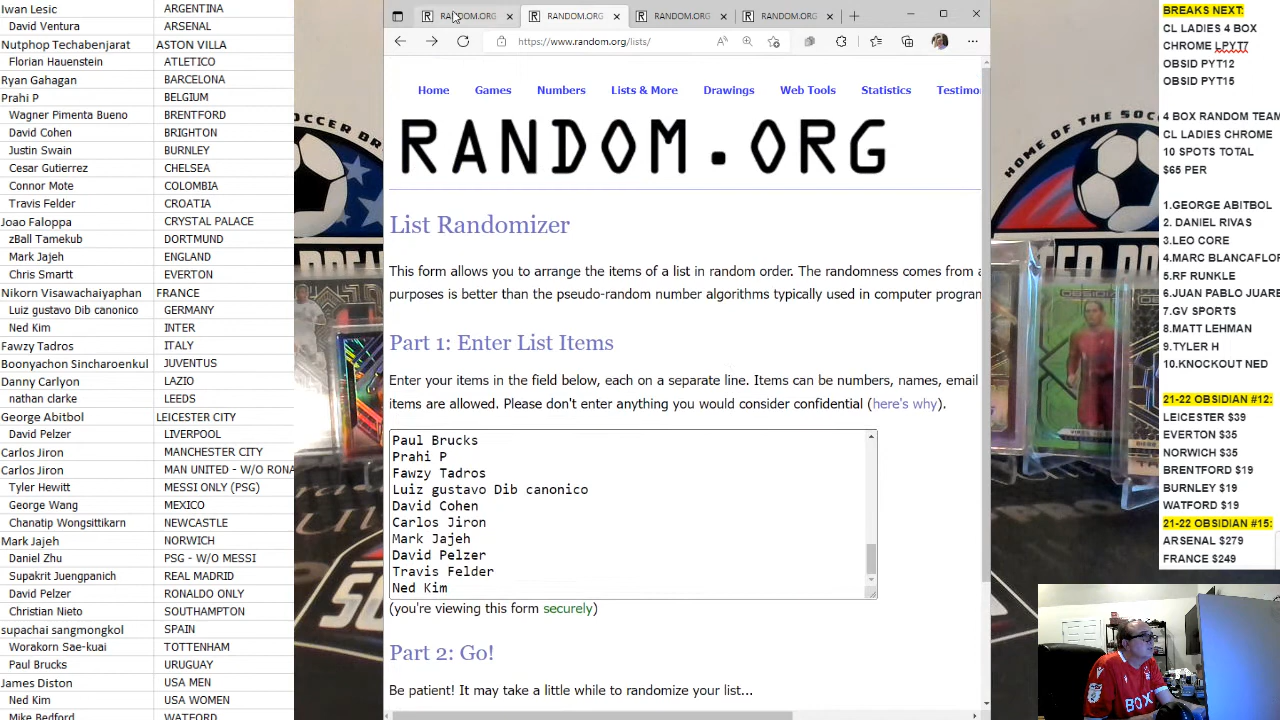 Iwan Lesic ARGENTINA
David Ventura ARSENAL
Nutphop Techabenjarat ASTON VILLA
Florian Hauenstein ATLETICO
Ryan Gahagan BARCELONA
Prahi P BELGIUM
Wagner Pimenta Bueno BRENTFORD
David Cohen BRIGHTON
Justin Swain BURNLEY
Cesar Gutierrez CHELSEA
Connor Mote COLOMBIA
Travis Felder CROATIA
Joao Faloppa CRYSTAL PALACE
zBall Tamekub DORTMUND
Mark Jajeh ENGLAND
Chris Smartt EVERTON
Nikorn Visawachaiyaphan FRANCE
Luiz gustavo Dib canonico GERMANY
Ned Kim INTER
Fawzy Tadros ITALY
Boonyachon Sincharoenkul JUVENTUS
Danny Carlyon LAZIO
nathan clarke LEEDS
George Abitbol LEICESTER CITY
David Pelzer LIVERPOOL
Carlos Jiron MANCHESTER CITY
Carlos Jiron MAN UNITED - W/O RONA
Tyler Hewitt MESSI ONLY (PSG)
George Wang MEXICO
Chanatip Wongsittikarn NEWCASTLE
Mark Jajeh NORWICH
Daniel Zhu PSG - W/O MESSI
Supakrit Juengpanich REAL MADRID
David Pelzer RONALDO ONLY
Christian Nieto SOUTHAMPTON
supachai sangmongkol SPAIN
Worakorn Sae-kuai TOTTENHAM
Paul Brucks URUGUAY
James Diston USA MEN
Ned Kim USA WOMEN
Mike Bedford WATFORD
RANDOM.ORG
RANDOM.ORG
RANDOM.ORG
RANDOM.ORG
https://www.random.org/lists/
Home Games Numbers Lists & More Drawings Web Tools Statistics Testimo
RANDOM.ORG
List Randomizer
This form allows you to arrange the items of a list in random order. The randomness comes from a
purposes is better than the pseudo-random number algorithms typically used in computer program
Part 1: Enter List Items
Enter your items in the field below, each on a separate line. Items can be numbers, names, email
items are allowed. Please don't enter anything you would consider confidential (here's why).
Paul Brucks
Prahi P
Fawzy Tadros
Luiz gustavo Dib canonico
David Cohen
Carlos Jiron
Mark Jajeh
David Pelzer
Travis Felder
Ned Kim
(you're viewing this form securely)
Part 2: Go!
Be patient! It may take a little while to randomize your list...
BREAKS NEXT:
CL LADIES 4 BOX
CHROME LPYT7
OBSID PYT12
OBSID PYT15
4 BOX RANDOM TEAM
CL LADIES CHROME
10 SPOTS TOTAL
$65 PER
1.GEORGE ABITBOL
2. DANIEL RIVAS
3.LEO CORE
4.MARC BLANCAFLOR
5.RF RUNKLE
6.JUAN PABLO JUARE
7.GV SPORTS
8.MATT LEHMAN
9.TYLER H
10.KNOCKOUT NED
21-22 OBSIDIAN #12:
LEICESTER $39
EVERTON $35
NORWICH $35
BRENTFORD $19
BURNLEY $19
WATFORD $19
21-22 OBSIDIAN #15:
ARSENAL $279
FRANCE $249